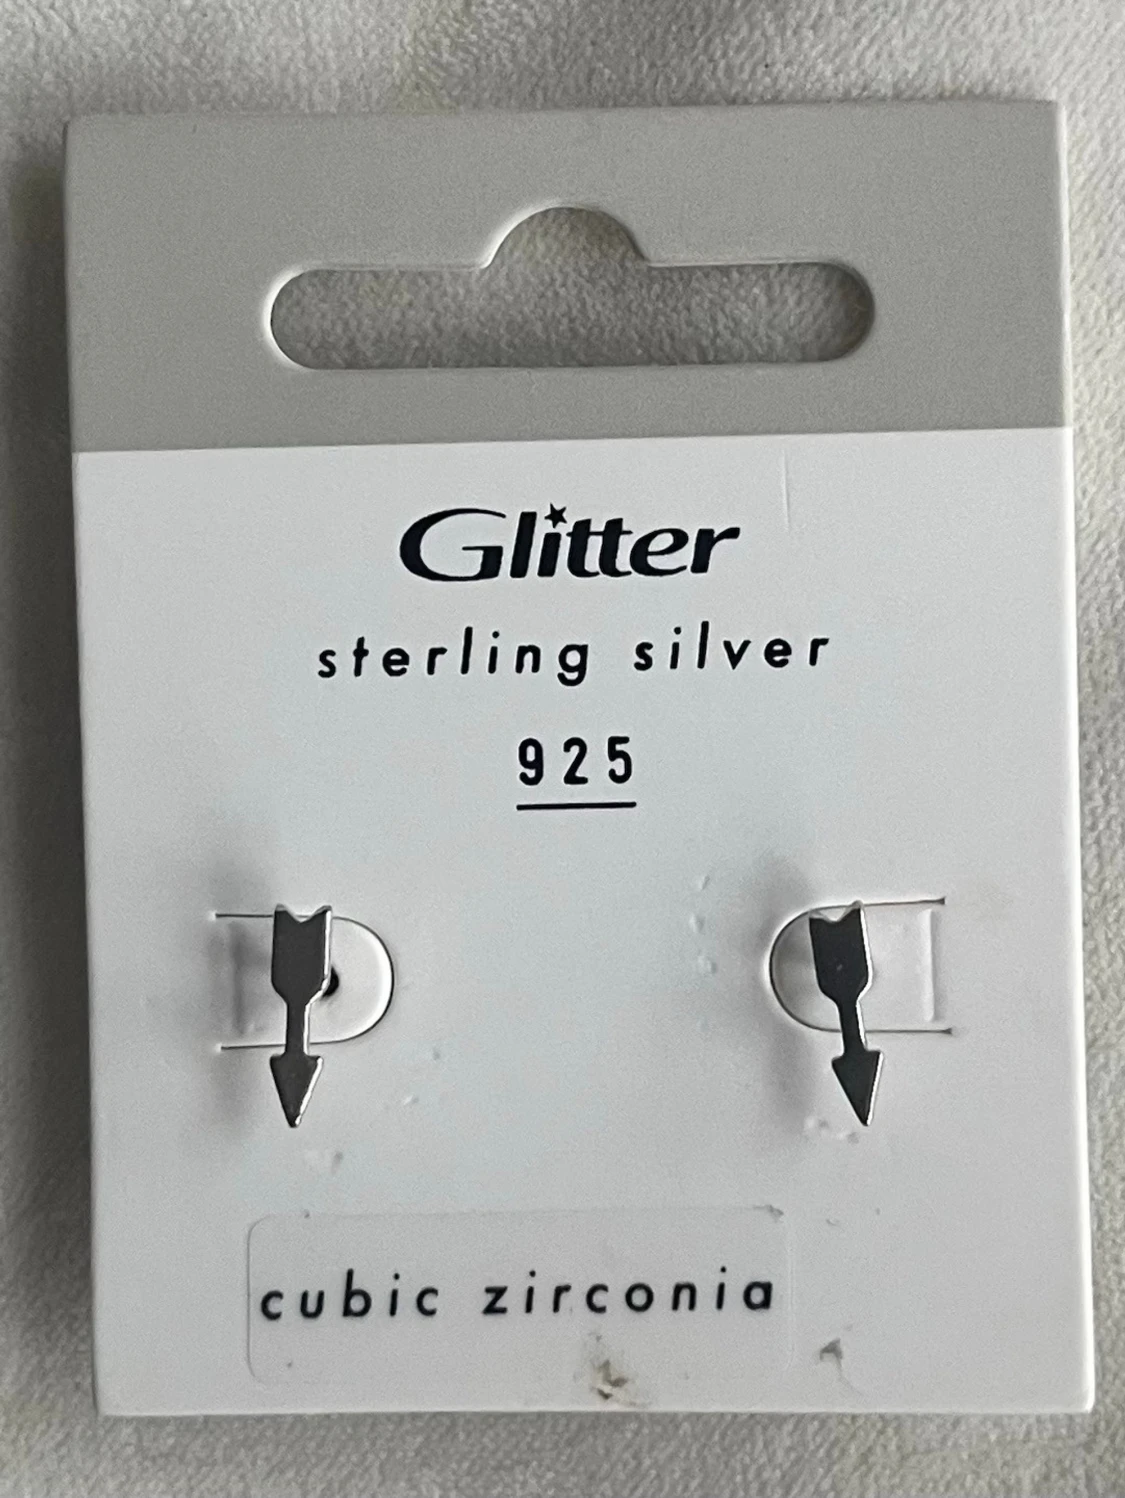 Glitter
sterling silver
925
cubic zirconia